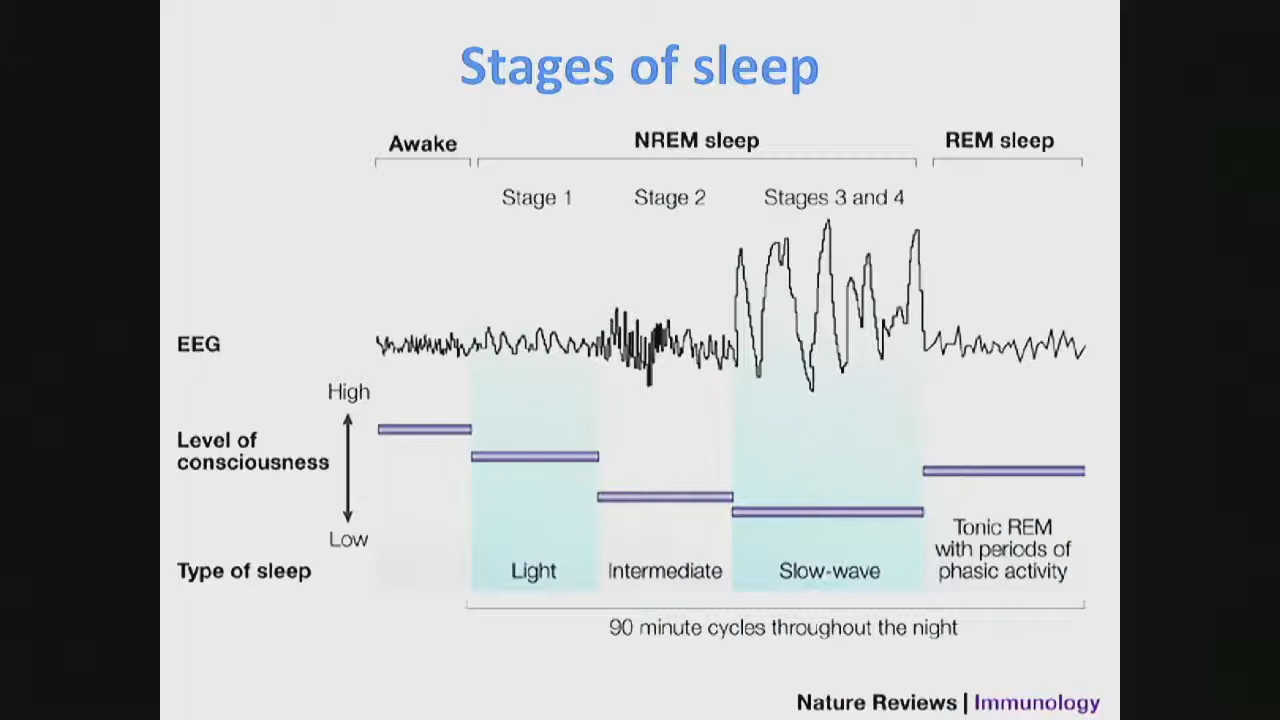 Stages of sleep
Awake
NREM sleep
REM sleep
Stage 1
Stage 2
Stages 3 and 4
EEG
High
Level of
consciousness
Low
Type of sleep
Light
Intermediate
Slow-wave
Tonic REM
with periods of
phasic activity
90 minute cycles throughout the night
Nature Reviews | Immunology